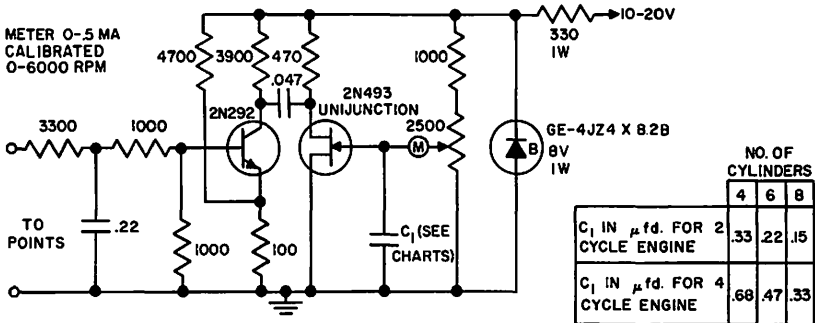 METER 0-.5 MA
CALIBRATED
0-6000 RPM
4700
3900
470
.047
2N292
2N493
UNIJUNCTION
1000
2500
M
330
1W
10-20V
GE-4JZ4 X 8.2B
8V
1W
B
3300
1000
TO
POINTS
.22
1000
100
C1 (SEE
CHARTS)
NO. OF
CYLINDERS
4 6 8
C1 IN μfd. FOR 2
CYCLE ENGINE
.33 .22 .15
C1 IN μfd. FOR 4
CYCLE ENGINE
.68 .47 .33